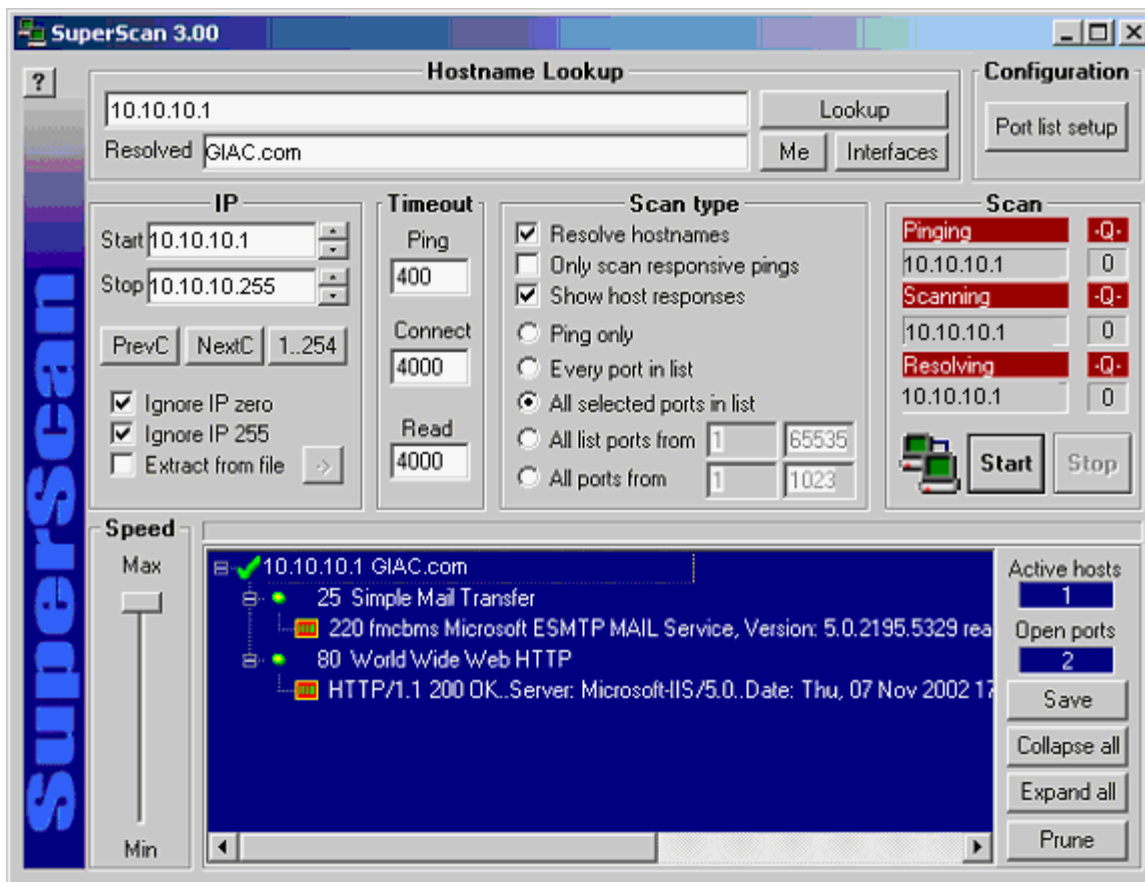 SuperScan 3.00
?
Hostname Lookup
10.10.10.1
Lookup
Resolved GIAC.com
Me
Interfaces
Configuration
Port list setup
IP
Start 10.10.10.1
Stop 10.10.10.255
PrevC
NextC
1..254
Ignore IP zero
Ignore IP 255
Extract from file
->
Timeout
Ping
400
Connect
4000
Read
4000
Scan type
Resolve hostnames
Only scan responsive pings
Show host responses
Ping only
Every port in list
All selected ports in list
All list ports from 1 65535
All ports from 1 1023
Scan
Pinging -Q-
10.10.10.1 0
Scanning -Q-
10.10.10.1 0
Resolving -Q-
10.10.10.1 0
Start
Stop
SuperScan
Speed
Max
Min
10.10.10.1 GIAC.com
25 Simple Mail Transfer
220 fmcbms Microsoft ESMTP MAIL Service, Version: 5.0.2195.5329 rea
80 World Wide Web HTTP
HTTP/1.1 200 OK..Server: Microsoft-IIS/5.0..Date: Thu, 07 Nov 2002 17
Active hosts
1
Open ports
2
Save
Collapse all
Expand all
Prune